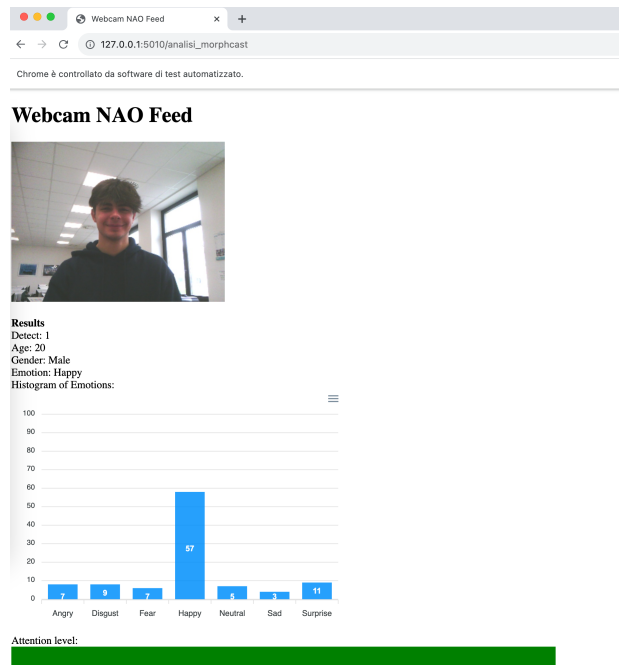 Webcam NAO Feed
127.0.0.1:5010/analisi_morphcast
Chrome è controllato da software di test automatizzato.
Webcam NAO Feed
Results
Detect: 1
Age: 20
Gender: Male
Emotion: Happy
Histogram of Emotions:
100
90
80
70
60
50
40
30
20
10
0
7
9
7
57
5
3
11
Angry Disgust Fear Happy Neutral Sad Surprise
Attention level: